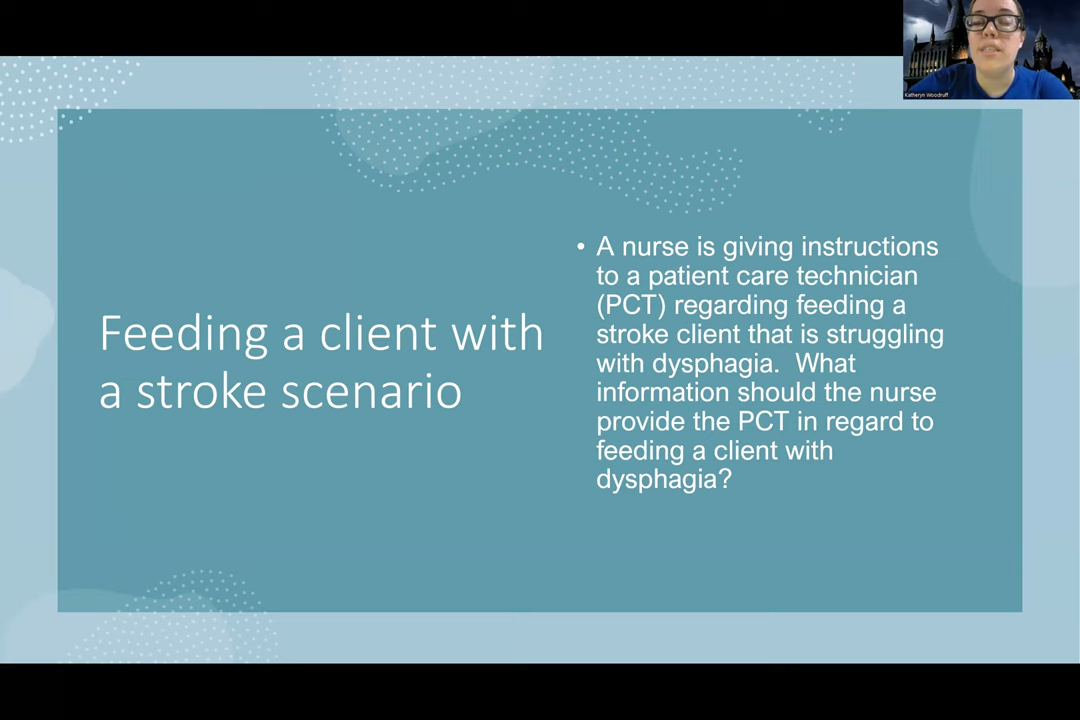 Katheryn Woodruff
Feeding a client with
a stroke scenario
• A nurse is giving instructions
to a patient care technician
(PCT) regarding feeding a
stroke client that is struggling
with dysphagia.  What
information should the nurse
provide the PCT in regard to
feeding a client with
dysphagia?